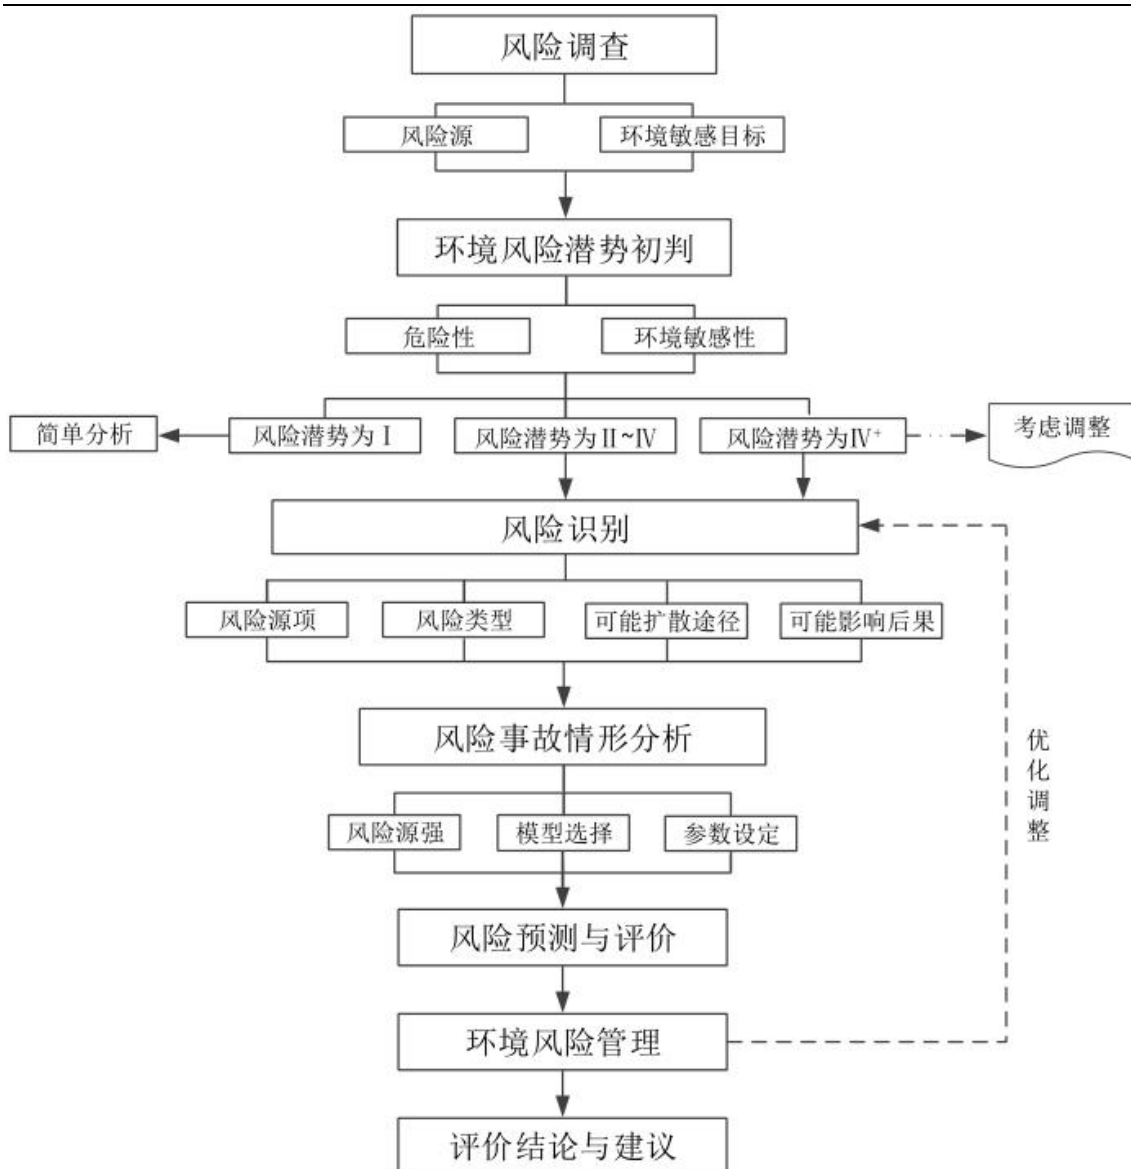 风险调查
风险源
环境敏感目标
环境风险潜势初判
危险性
环境敏感性
简单分析
风险潜势为Ⅰ
风险潜势为Ⅱ~Ⅳ
风险潜势为Ⅳ⁺
考虑调整
风险识别
风险源项
风险类型
可能扩散途径
可能影响后果
风险事故情形分析
优化调整
风险源强
模型选择
参数设定
风险预测与评价
环境风险管理
评价结论与建议